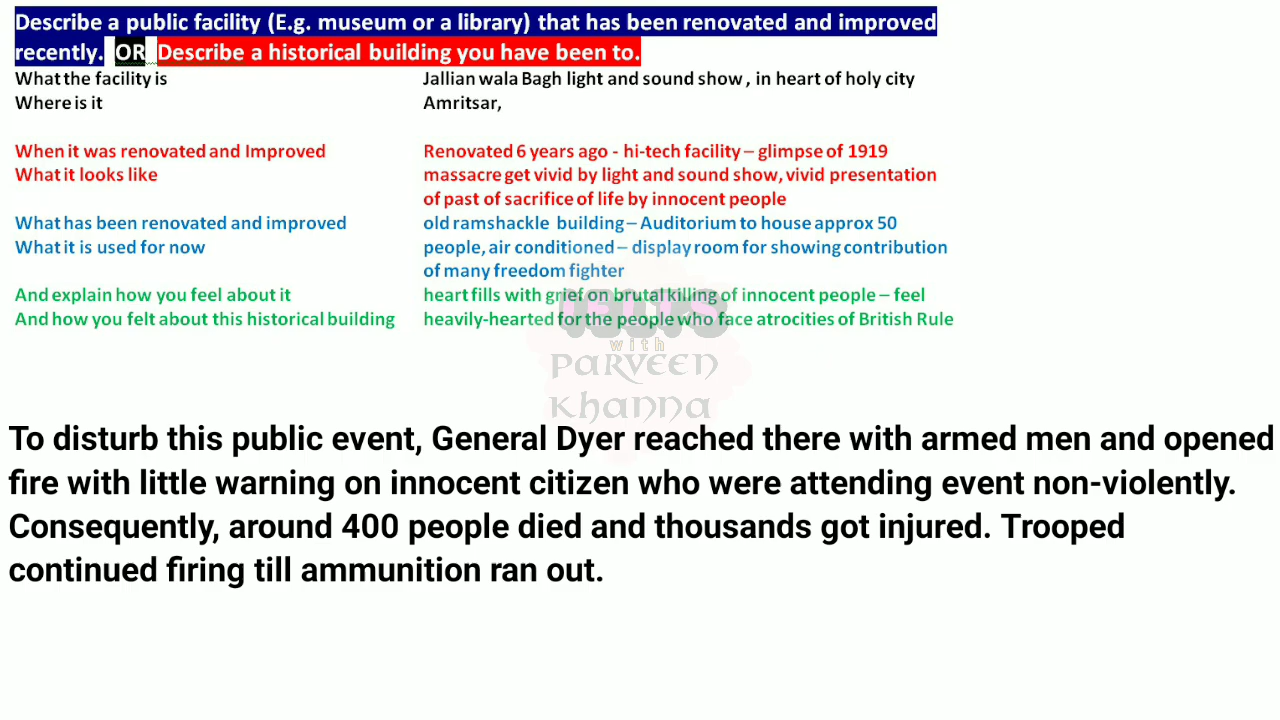 Describe a public facility (E.g. museum or a library) that has been renovated and improved
recently. OR Describe a historical building you have been to.
What the facility is
Where is it
Jallian wala Bagh light and sound show , in heart of holy city
Amritsar,
When it was renovated and Improved
What it looks like
Renovated 6 years ago - hi-tech facility – glimpse of 1919
massacre get vivid by light and sound show, vivid presentation
of past of sacrifice of life by innocent people
What has been renovated and improved
What it is used for now
old ramshackle building – Auditorium to house approx 50
people, air conditioned – display room for showing contribution
of many freedom fighter
And explain how you feel about it
And how you felt about this historical building
heart fills with grief on brutal killing of innocent people – feel
heavily-hearted for the people who face atrocities of British Rule
IELTS
with
Parveen
Khanna
To disturb this public event, General Dyer reached there with armed men and opened
fire with little warning on innocent citizen who were attending event non-violently.
Consequently, around 400 people died and thousands got injured. Trooped
continued firing till ammunition ran out.